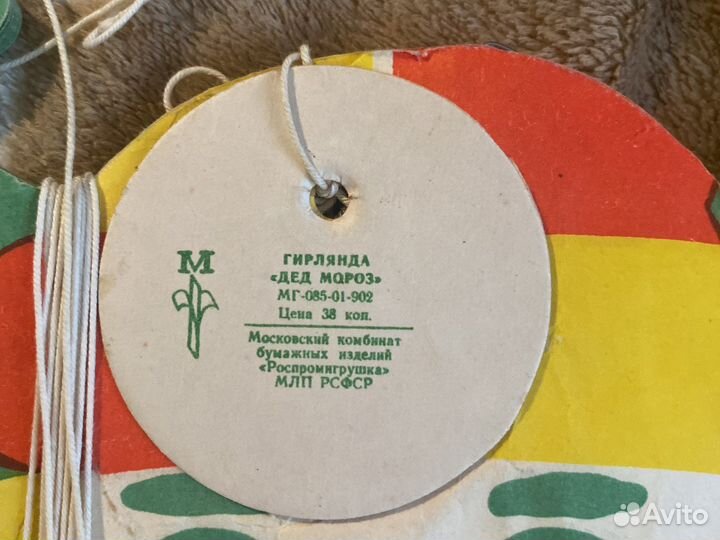 М
ГИРЛЯНДА
«ДЕД МОРОЗ»
МГ-085-01-902
Цена 38 коп.
Московский комбинат
бумажных изделий
«Роспромигрушка»
МЛП РСФСР
Avito